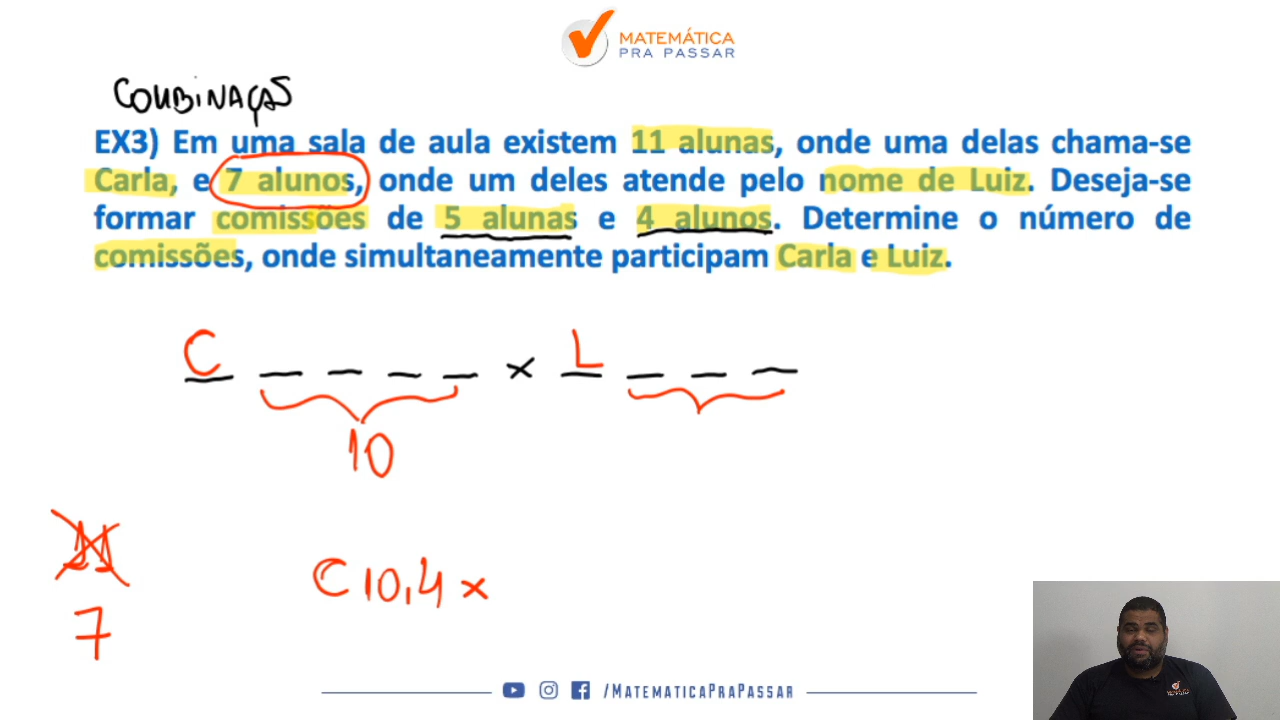 MATEMÁTICA
PRA PASSAR
COMBINAÇÃS
EX3) Em uma sala de aula existem 11 alunas, onde uma delas chama-se
Carla, e 7 alunos, onde um deles atende pelo nome de Luiz. Deseja-se
formar comissões de 5 alunas e 4 alunos. Determine o número de
comissões, onde simultaneamente participam Carla e Luiz.
C _ _ _ _ × L _ _ _
10
11
7
C10,4 ×
/MATEMATICAPRAPASSAR